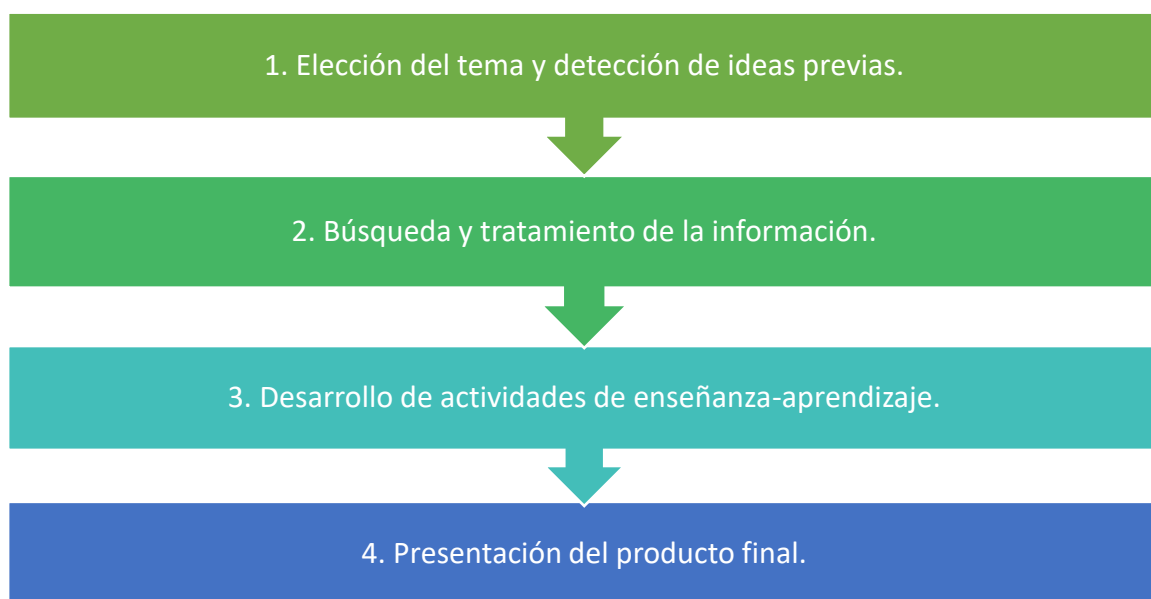 1. Elección del tema y detección de ideas previas.
2. Búsqueda y tratamiento de la información.
3. Desarrollo de actividades de enseñanza-aprendizaje.
4. Presentación del producto final.